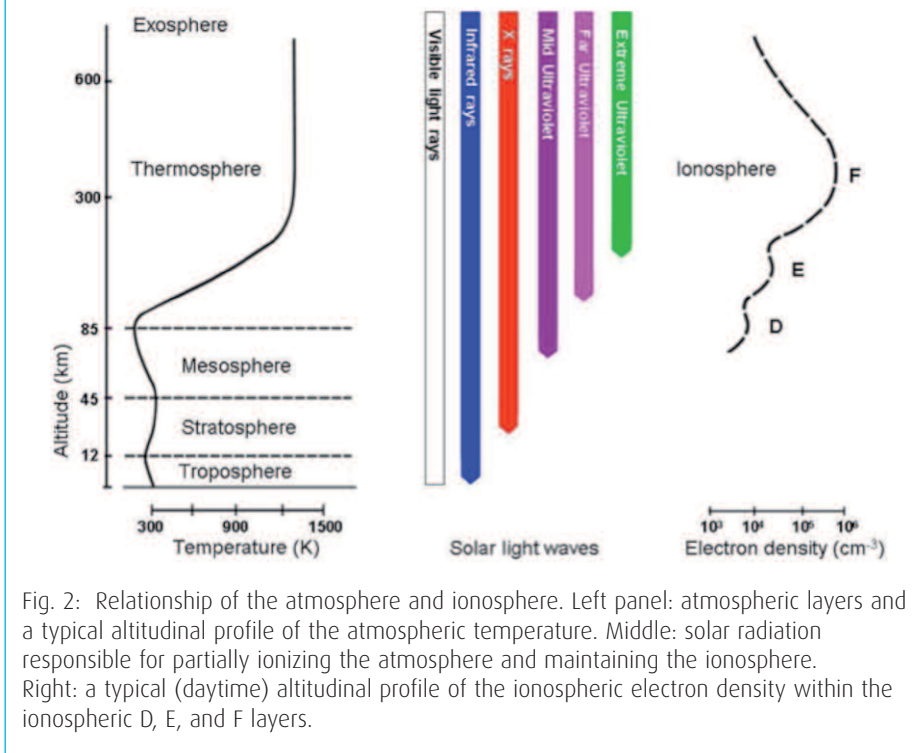 Exosphere
600
Thermosphere
300
85
Mesosphere
45
Stratosphere
12
Troposphere
Altitude (km)
300 900 1500
Temperature (K)
Visible light rays
Infrared rays
X rays
Mid Ultraviolet
Far Ultraviolet
Extreme Ultraviolet
Solar light waves
Ionosphere
F
E
D
10³ 10⁴ 10⁵ 10⁶
Electron density (cm⁻³)
Fig. 2: Relationship of the atmosphere and ionosphere. Left panel: atmospheric layers and
a typical altitudinal profile of the atmospheric temperature. Middle: solar radiation
responsible for partially ionizing the atmosphere and maintaining the ionosphere.
Right: a typical (daytime) altitudinal profile of the ionospheric electron density within the
ionospheric D, E, and F layers.